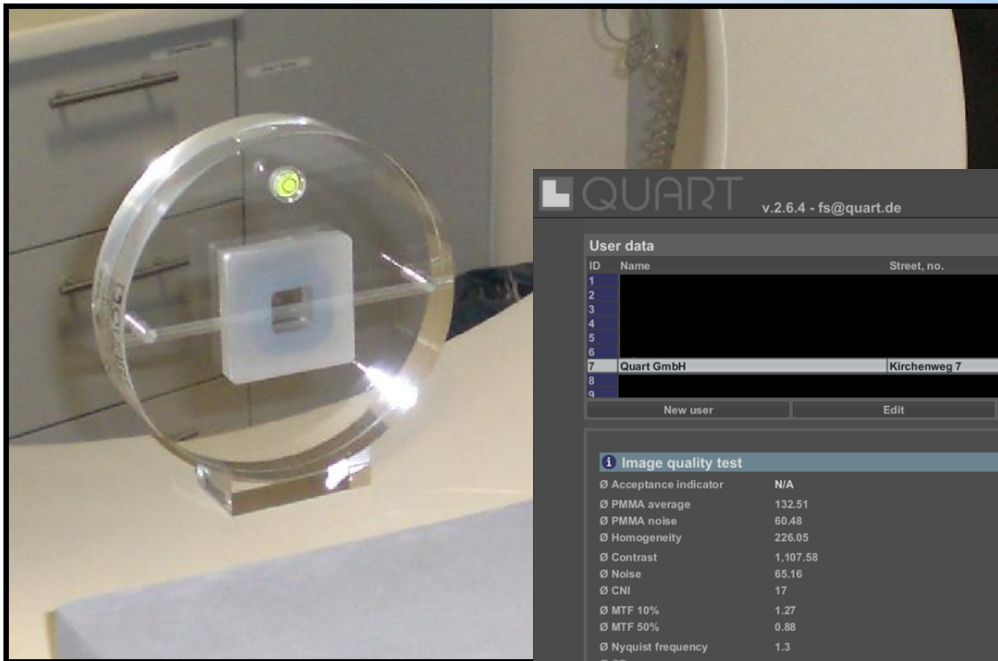 QUART
v.2.6.4 - fs@quart.de
User data
ID Name Street, no.
1
2
3
4
5
6
7 Quart GmbH Kirchenweg 7
8
9
New user Edit
i Image quality test
Ø Acceptance indicator N/A
Ø PMMA average 132.51
Ø PMMA noise 60.48
Ø Homogeneity 226.05
Ø Contrast 1,107.58
Ø Noise 65.16
Ø CNI 17
Ø MTF 10% 1.27
Ø MTF 50% 0.88
Ø Nyquist frequency 1.3